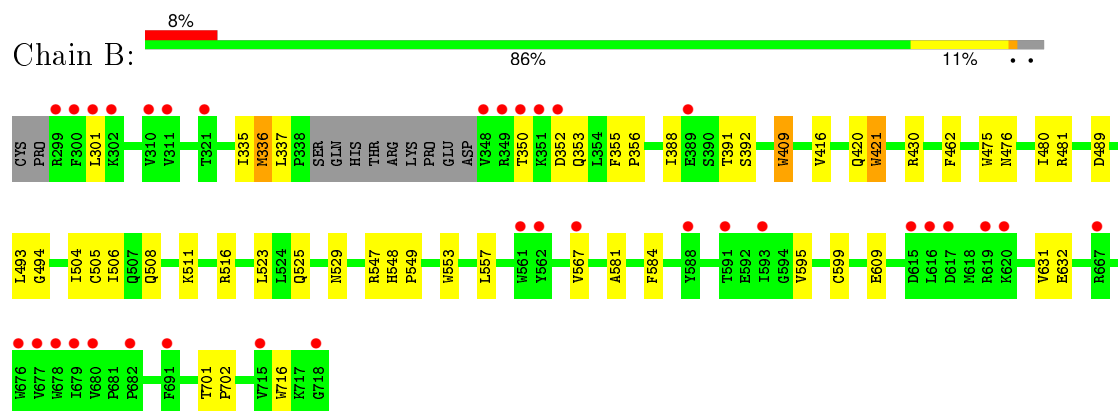 8%
Chain B:
86% 11% • •
CYS PRO R299 F300 L301 K302 V310 V311 T321 I335 M336 L337 P338 SER GLN HIS THR ARG LYS PRO GLU ASP V348 R349 T350 K351 D352 Q353 L354 F355 P356 I388 E389 S390 T391 S392 W409 V416 Q420 W421 R430 F462 W475 N476 I480 R481 D489
L493 G494 I504 C505 I506 Q507 Q508 K511 R516 L523 L524 Q525 N529 R547 H548 P549 W553 L557 W561 Y562 V567 A581 F584 Y588 T591 E592 I593 G594 V595 C599 E609 D615 L616 D617 M618 R619 K620 V631 E632 R667
W676 V677 W678 I679 V680 P681 P682 F691 T701 P702 V715 W716 K717 G718